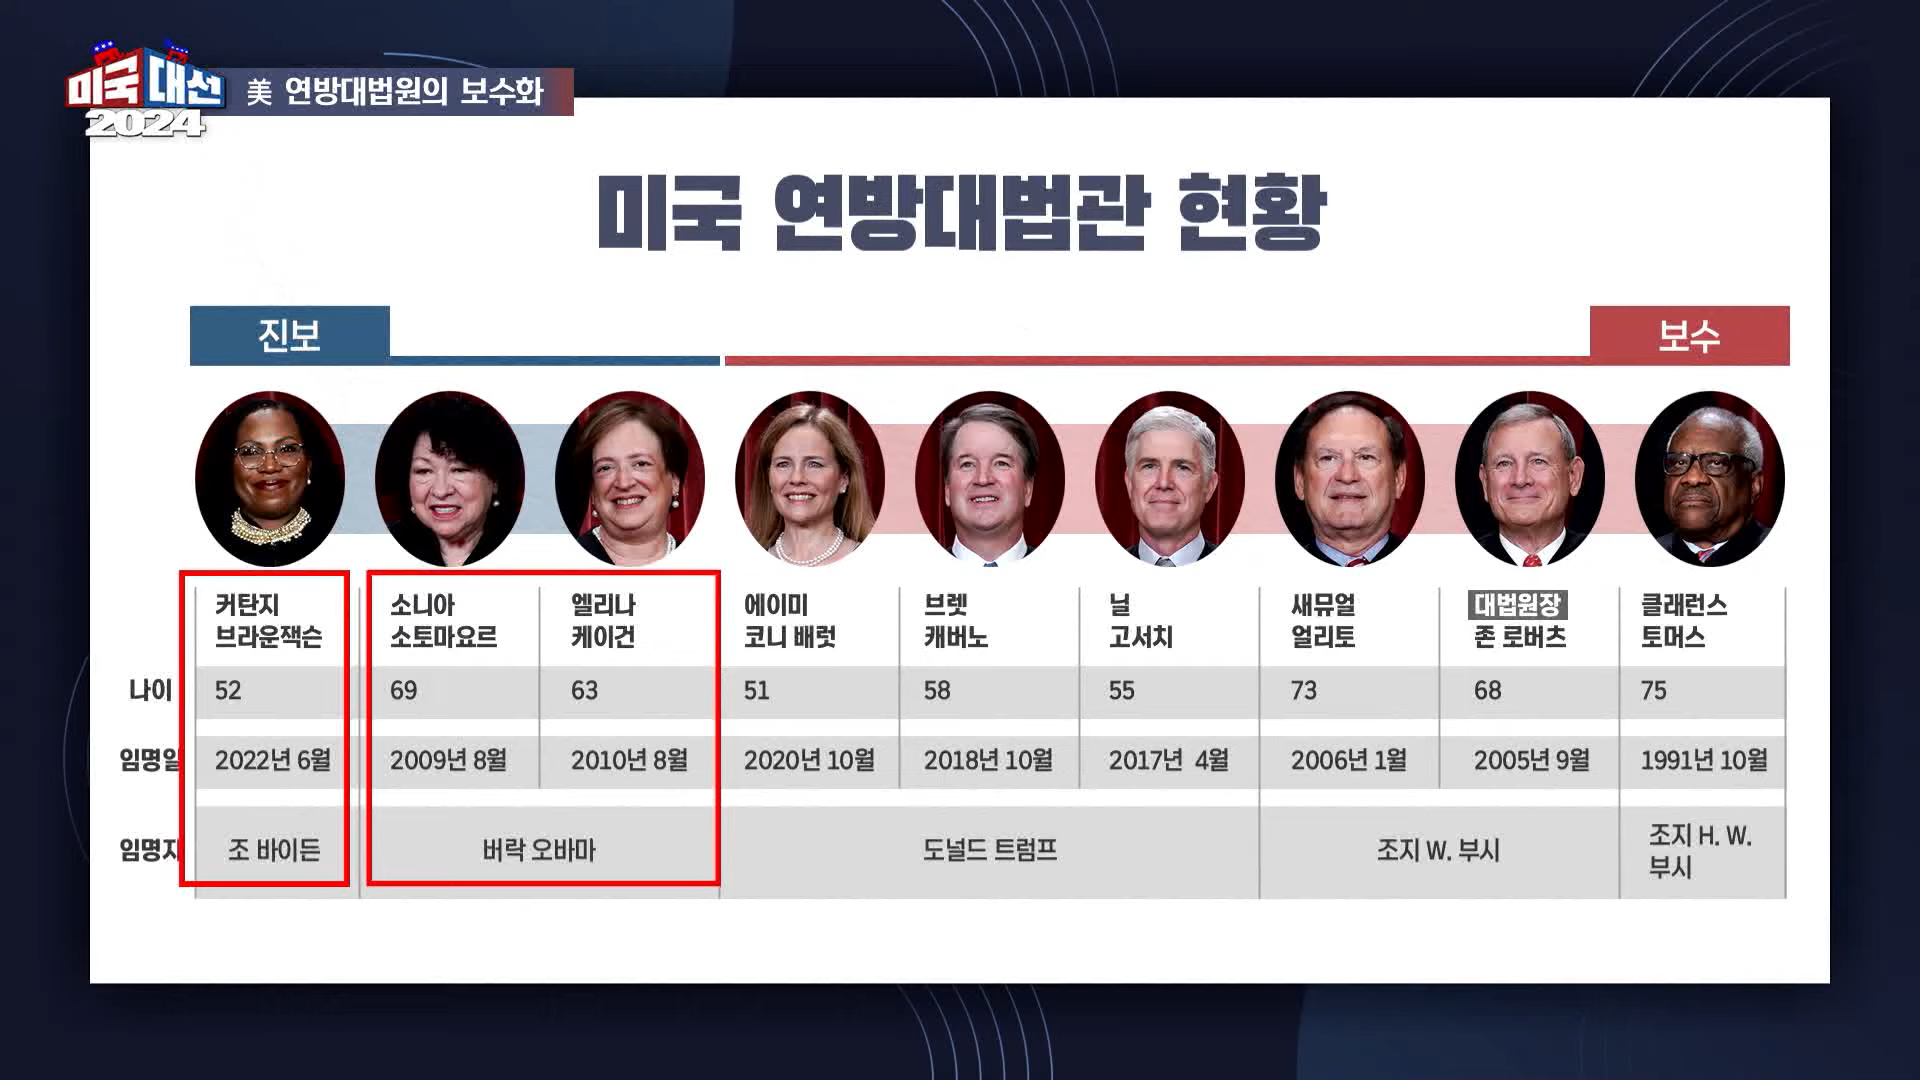 미국 대선
2024
美 연방대법원의 보수화
미국 연방대법관 현황
진보
보수
커탄지
브라운잭슨
소니아
소토마요르
엘리나
케이건
에이미
코니 배럿
브렛
캐버노
닐
고서치
새뮤얼
얼리토
대법원장
존 로버츠
클래런스
토머스
나이 52 69 63 51 58 55 73 68 75
임명일 2022년 6월 2009년 8월 2010년 8월 2020년 10월 2018년 10월 2017년 4월 2006년 1월 2005년 9월 1991년 10월
임명자 조 바이든 버락 오바마 도널드 트럼프 조지 W. 부시 조지 H. W.
부시